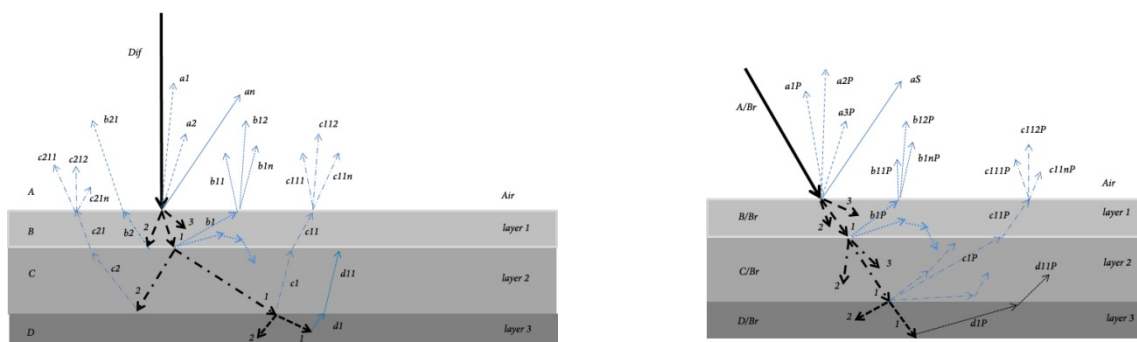 Dif
a1
an
a2
b21
b12
c112
c212
c211
b11
b1n
c111
c11n
c21n
A
Air
2
3
b1
B
1
b2
c21
c11
layer 1
C
c2
c1
d11
layer 2
2
1
D
2
1
d1
layer 3
a2P
a1P
aS
A/Br
a3P
b12P
b1nP
b11P
c112P
c111P
c11nP
Air
3
B/Br
2
1
b1P
c11P
layer 1
C/Br
3
2
c1P
d11P
layer 2
1
D/Br
2
1
d1P
layer 3